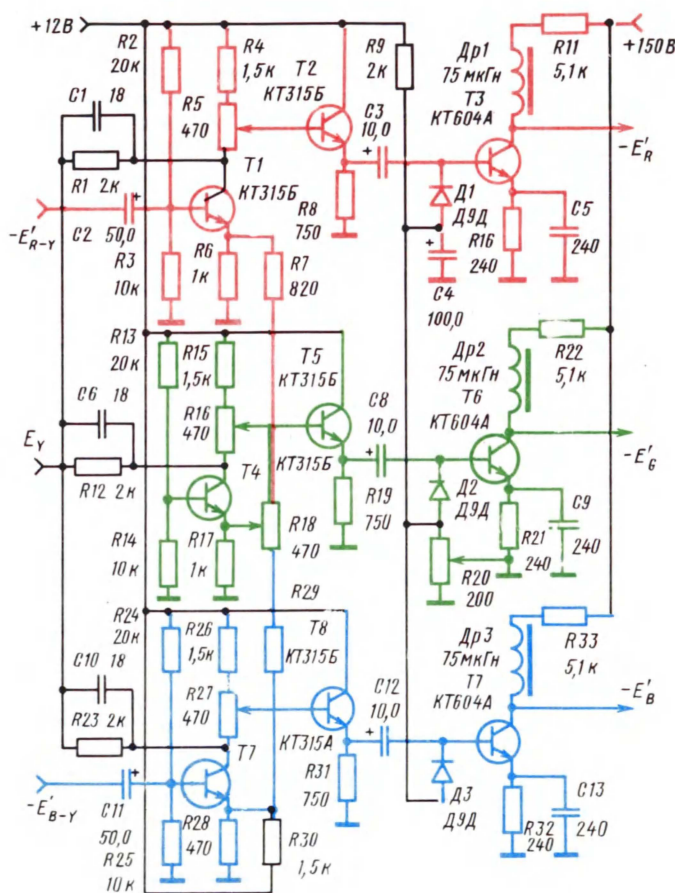 +12В
R2
20к
R4
1,5к
R9
2к
Др1
75мкГн
R11
5,1к
+150В
C1
18
R5
470
T2
КТ315Б
C3
10,0
+
T3
КТ604А
-E'R
R1
2к
T1
КТ315Б
-E'R-Y
C2
50,0
+
R3
10к
R6
1к
R7
820
R8
750
Д1
Д9Д
+
C4
100,0
R16
240
C5
240
R13
20к
R15
1,5к
T5
КТ315Б
Др2
75мкГн
R22
5,1к
C6
18
R16
470
C8
10,0
+
T6
КТ604А
-E'G
EY
R12
2к
T4
КТ315Б
R14
10к
R17
1к
R18
470
R19
750
Д2
Д9Д
R20
200
R21
240
C9
240
R24
20к
R26
1,5к
R29
T8
КТ315Б
Др3
75мкГн
R33
5,1к
C10
18
R27
470
C12
10,0
+
T7
КТ604А
-E'B
R23
2к
T7
КТ315А
-E'B-Y
C11
50,0
+
R25
10к
R28
470
R30
1,5к
R31
750
Д3
Д9Д
R32
240
C13
240